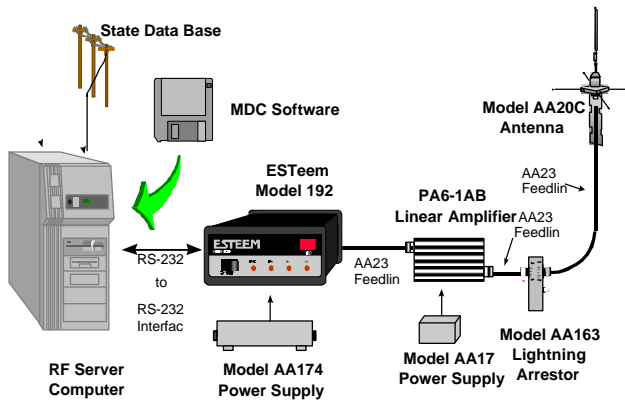 State Data Base
MDC Software
Model AA20C
Antenna
ESTeem
Model 192
PA6-1AB
Linear Amplifier
AA23
Feedlin
AA23
Feedlin
ESTEEM
RS-232
to
RS-232
Interfac
AA23
Feedlin
RF Server
Computer
Model AA174
Power Supply
Model AA17
Power Supply
Model AA163
Lightning
Arrestor